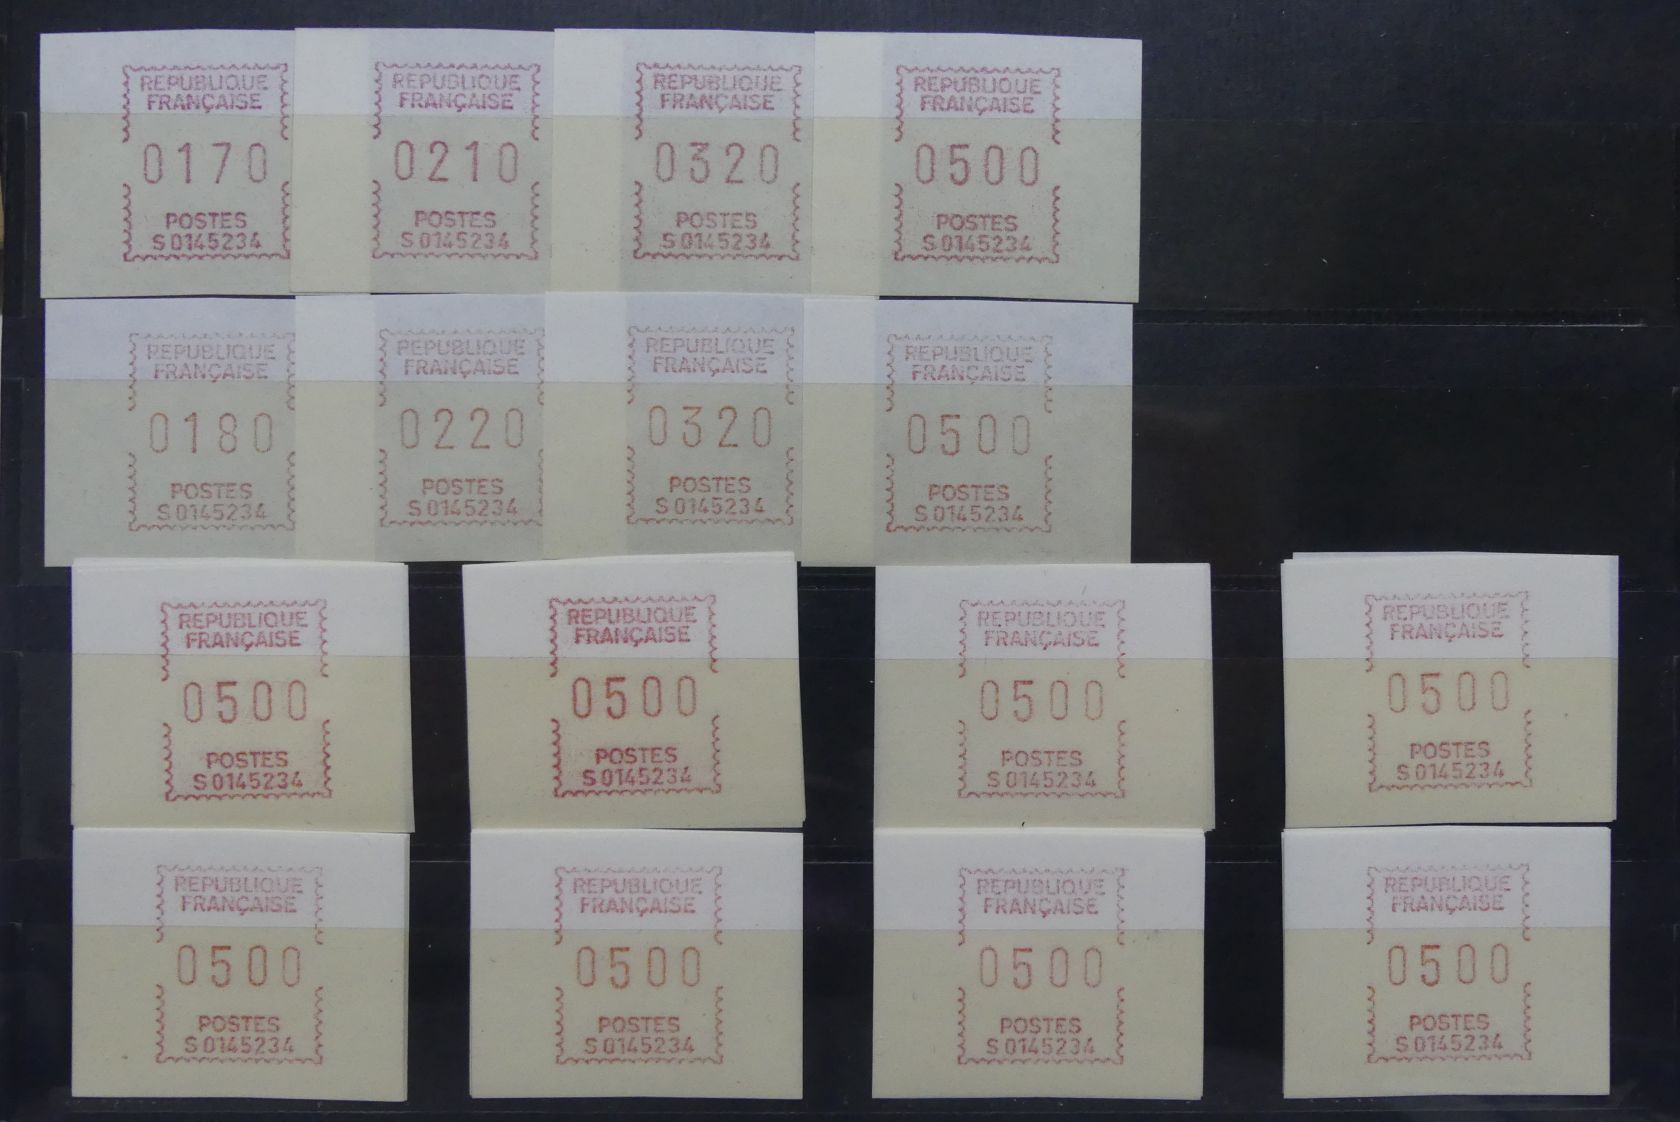 REPUBLIQUE
FRANÇAISE
0170
POSTES
S 0145234
REPUBLIQUE
FRANÇAISE
0210
POSTES
S 0145234
REPUBLIQUE
FRANÇAISE
0320
POSTES
S 0145234
REPUBLIQUE
FRANÇAISE
0500
POSTES
S 0145234
REPUBLIQUE
FRANÇAISE
0180
POSTES
S 0145234
REPUBLIQUE
FRANÇAISE
0220
POSTES
S 0145234
REPUBLIQUE
FRANÇAISE
0320
POSTES
S 0145234
REPUBLIQUE
FRANÇAISE
0500
POSTES
S 0145234
REPUBLIQUE
FRANÇAISE
0500
POSTES
S 0145234
REPUBLIQUE
FRANÇAISE
0500
POSTES
S 0145234
REPUBLIQUE
FRANÇAISE
0500
POSTES
S 0145234
REPUBLIQUE
FRANÇAISE
0500
POSTES
S 0145234
REPUBLIQUE
FRANÇAISE
0500
POSTES
S 0145234
REPUBLIQUE
FRANÇAISE
0500
POSTES
S 0145234
REPUBLIQUE
FRANÇAISE
0500
POSTES
S 0145234
REPUBLIQUE
FRANÇAISE
0500
POSTES
S 0145234